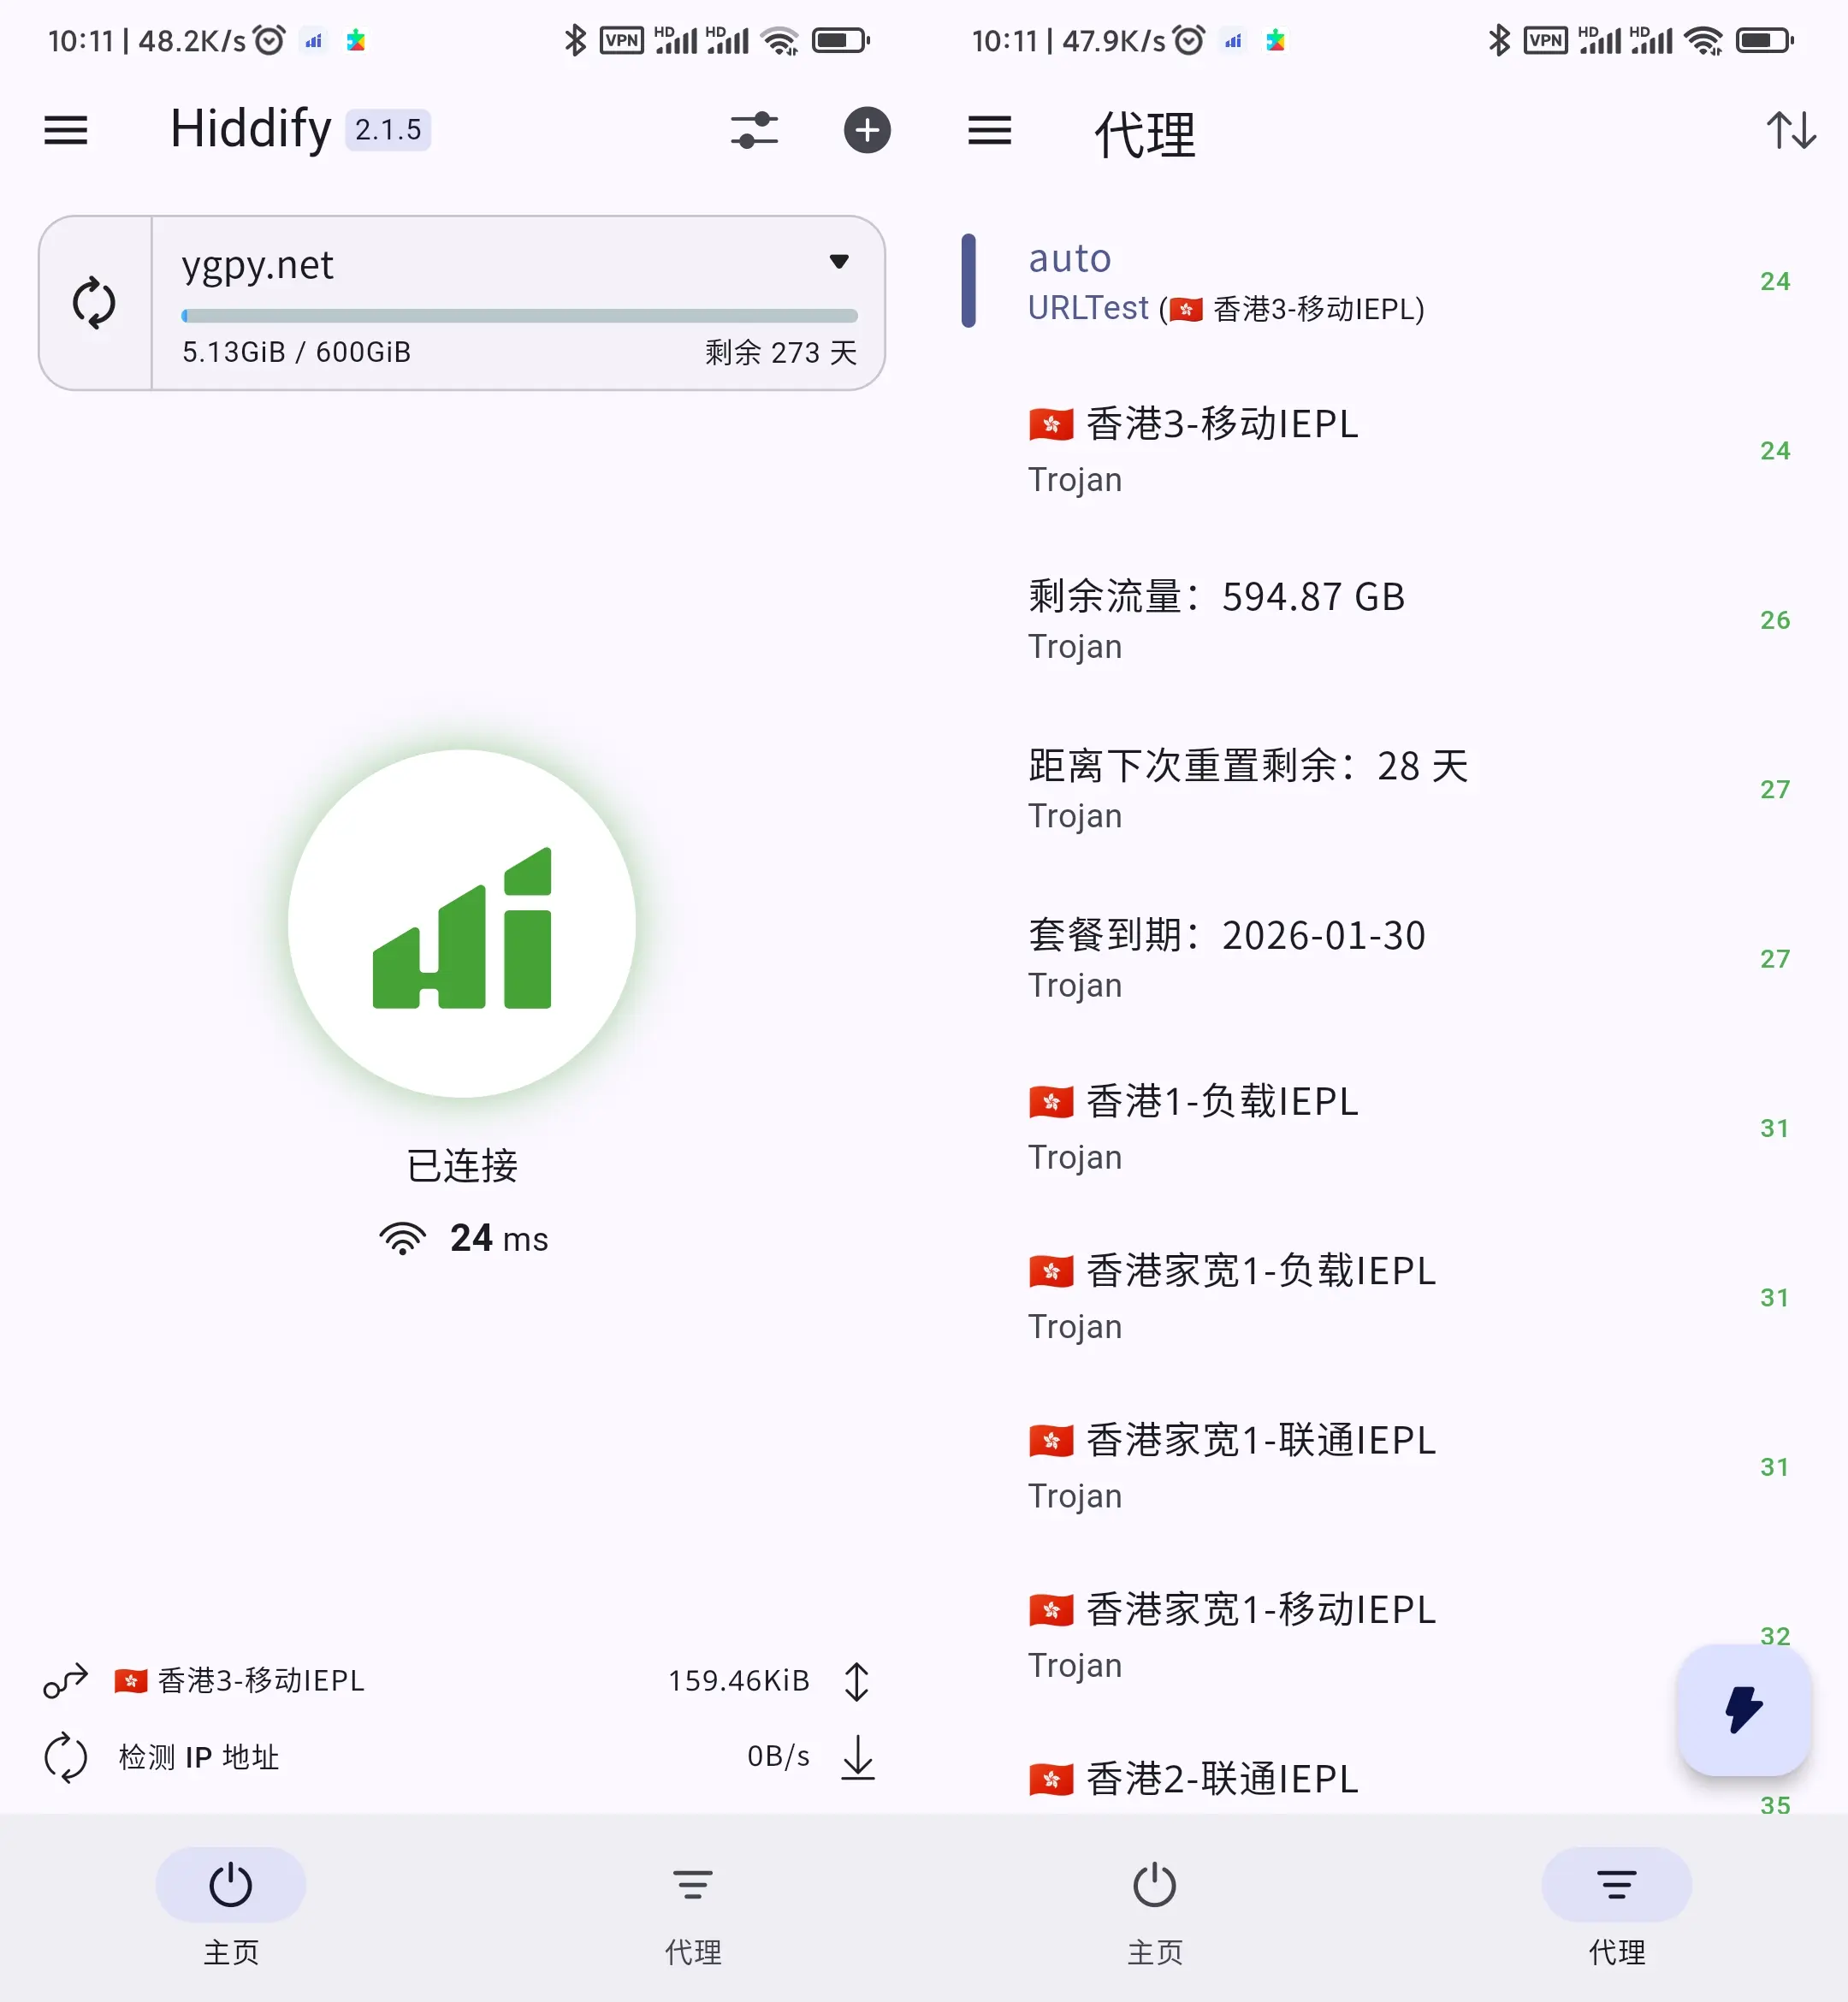 10:11 | 48.2K/s
VPN HD HD
Hiddify 2.1.5
ygpy.net
5.13GiB / 600GiB
剩余 273 天
已连接
24 ms
香港3-移动IEPL
159.46KiB
检测 IP 地址
0B/s
主页
代理
10:11 | 47.9K/s
VPN HD HD
代理
auto
URLTest (🇭🇰 香港3-移动IEPL)
24
🇭🇰 香港3-移动IEPL
Trojan
24
剩余流量：594.87 GB
Trojan
26
距离下次重置剩余：28 天
Trojan
27
套餐到期：2026-01-30
Trojan
27
🇭🇰 香港1-负载IEPL
Trojan
31
🇭🇰 香港家宽1-负载IEPL
Trojan
31
🇭🇰 香港家宽1-联通IEPL
Trojan
31
🇭🇰 香港家宽1-移动IEPL
Trojan
32
🇭🇰 香港2-联通IEPL
35
主页
代理